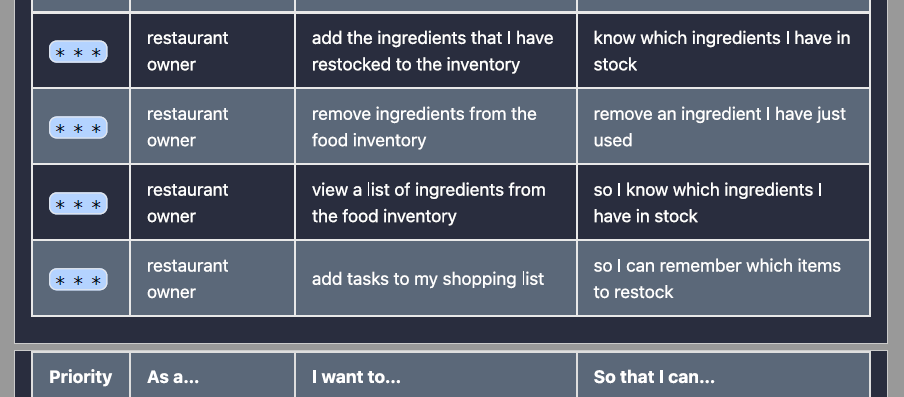 * * *
restaurant
owner
add the ingredients that I have
restocked to the inventory
know which ingredients I have in
stock
* * *
restaurant
owner
remove ingredients from the
food inventory
remove an ingredient I have just
used
* * *
restaurant
owner
view a list of ingredients from
the food inventory
so I know which ingredients I
have in stock
* * *
restaurant
owner
add tasks to my shopping list
so I can remember which items
to restock
Priority
As a...
I want to...
So that I can...